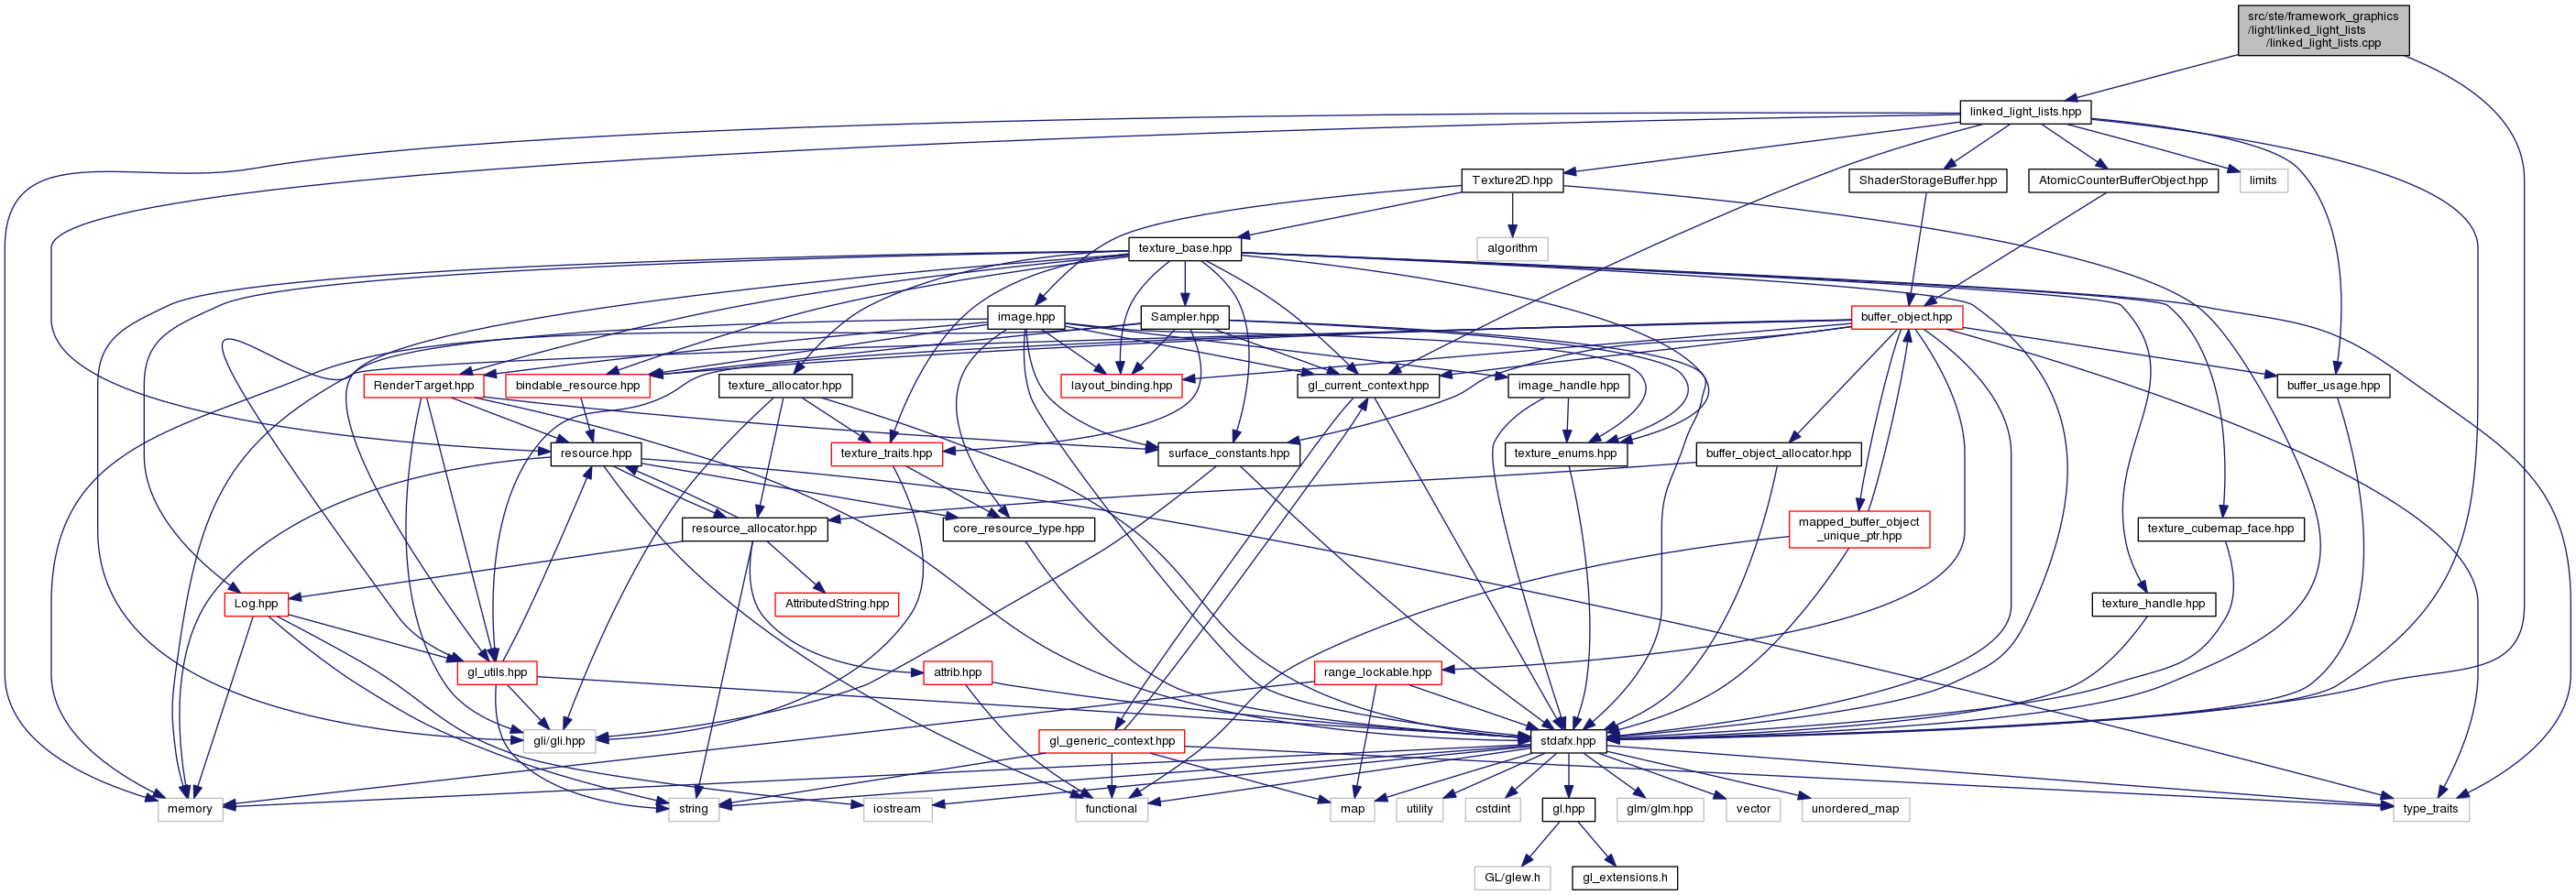 src/ste/framework_graphics
/light/linked_light_lists
/linked_light_lists.cpp
linked_light_lists.hpp
Texture2D.hpp
ShaderStorageBuffer.hpp
AtomicCounterBufferObject.hpp
limits
texture_base.hpp
algorithm
image.hpp
Sampler.hpp
buffer_object.hpp
RenderTarget.hpp
bindable_resource.hpp
texture_allocator.hpp
layout_binding.hpp
gl_current_context.hpp
image_handle.hpp
buffer_usage.hpp
resource.hpp
texture_traits.hpp
surface_constants.hpp
texture_enums.hpp
buffer_object_allocator.hpp
resource_allocator.hpp
core_resource_type.hpp
mapped_buffer_object
_unique_ptr.hpp
texture_cubemap_face.hpp
Log.hpp
AttributedString.hpp
texture_handle.hpp
gl_utils.hpp
attrib.hpp
range_lockable.hpp
gli/gli.hpp
gl_generic_context.hpp
stdafx.hpp
memory
string
iostream
functional
map
utility
cstdint
gl.hpp
glm/glm.hpp
vector
unordered_map
type_traits
GL/glew.h
gl_extensions.h